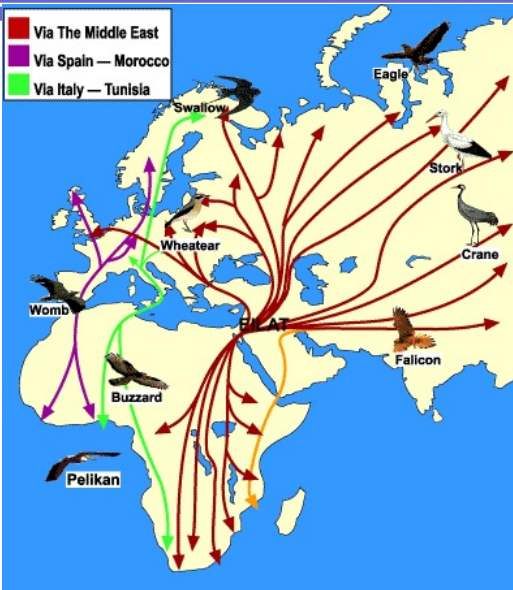 Via The Middle East
Via Spain — Morocco
Via Italy — Tunisia
Eagle
Swallow
Stork
Wheatear
Crane
Womb
EILAT
Falicon
Buzzard
Pelikan